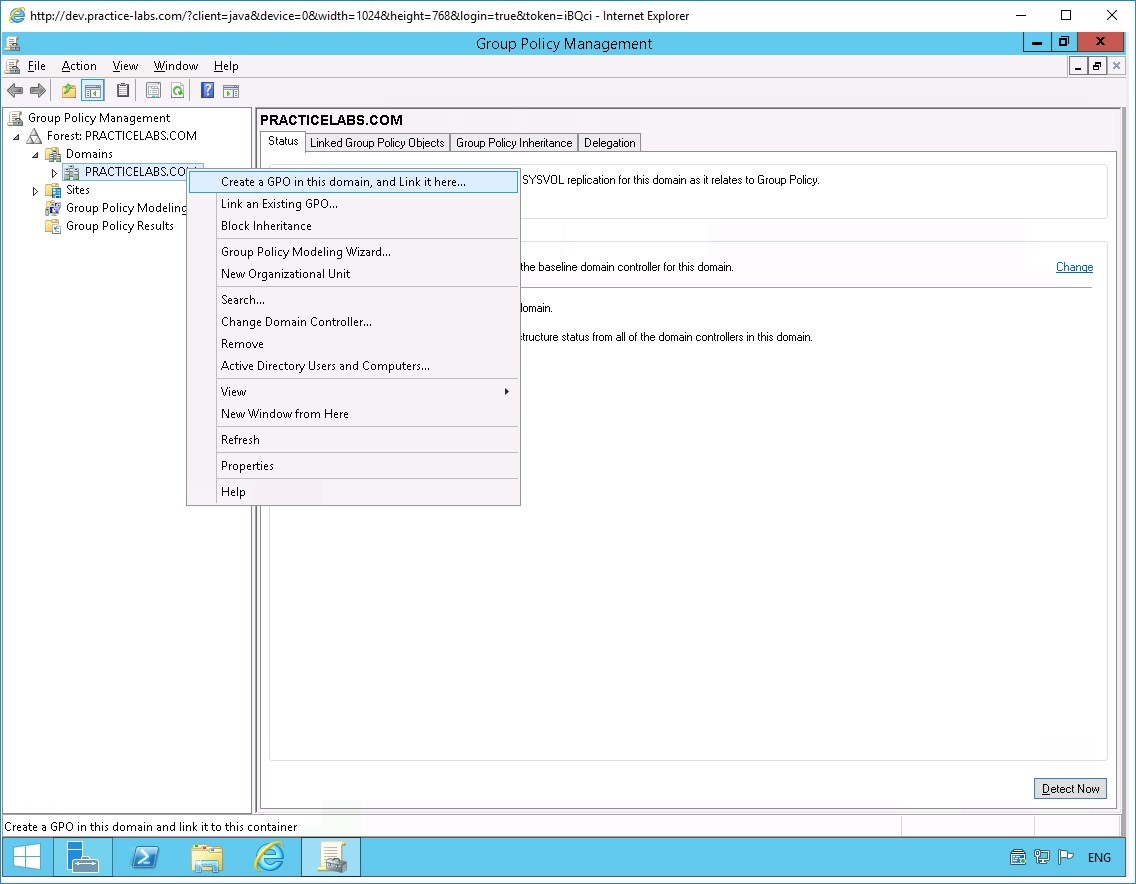 http://dev.practice-labs.com/?client=java&device=0&width=1024&height=768&login=true&token=iBQci - Internet Explorer
Group Policy Management
File Action View Window Help
Group Policy Management
Forest: PRACTICELABS.COM
Domains
PRACTICELABS.COM
Sites
Group Policy Modeling
Group Policy Results
PRACTICELABS.COM
Status Linked Group Policy Objects Group Policy Inheritance Delegation
SYSVOL replication for this domain as it relates to Group Policy.
the baseline domain controller for this domain. Change
domain.
structure status from all of the domain controllers in this domain.
Create a GPO in this domain, and Link it here...
Link an Existing GPO...
Block Inheritance
Group Policy Modeling Wizard...
New Organizational Unit
Search...
Change Domain Controller...
Remove
Active Directory Users and Computers...
View
New Window from Here
Refresh
Properties
Help
Detect Now
Create a GPO in this domain and link it to this container
ENG